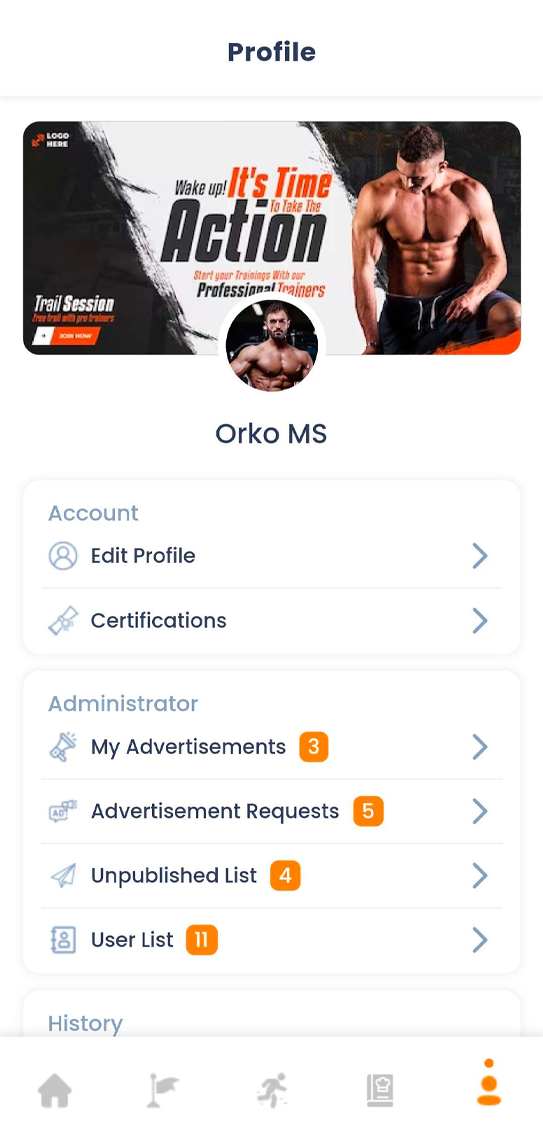 Profile
LOGO
HERE
Wake up! It's Time
To Take The
Action
Start your Trainings With our
Professional Trainers
Trail Session
Free trail with pro trainers
JOIN NOW
Orko MS
Account
Edit Profile
Certifications
Administrator
My Advertisements 3
AD
Advertisement Requests 5
Unpublished List 4
User List 11
History